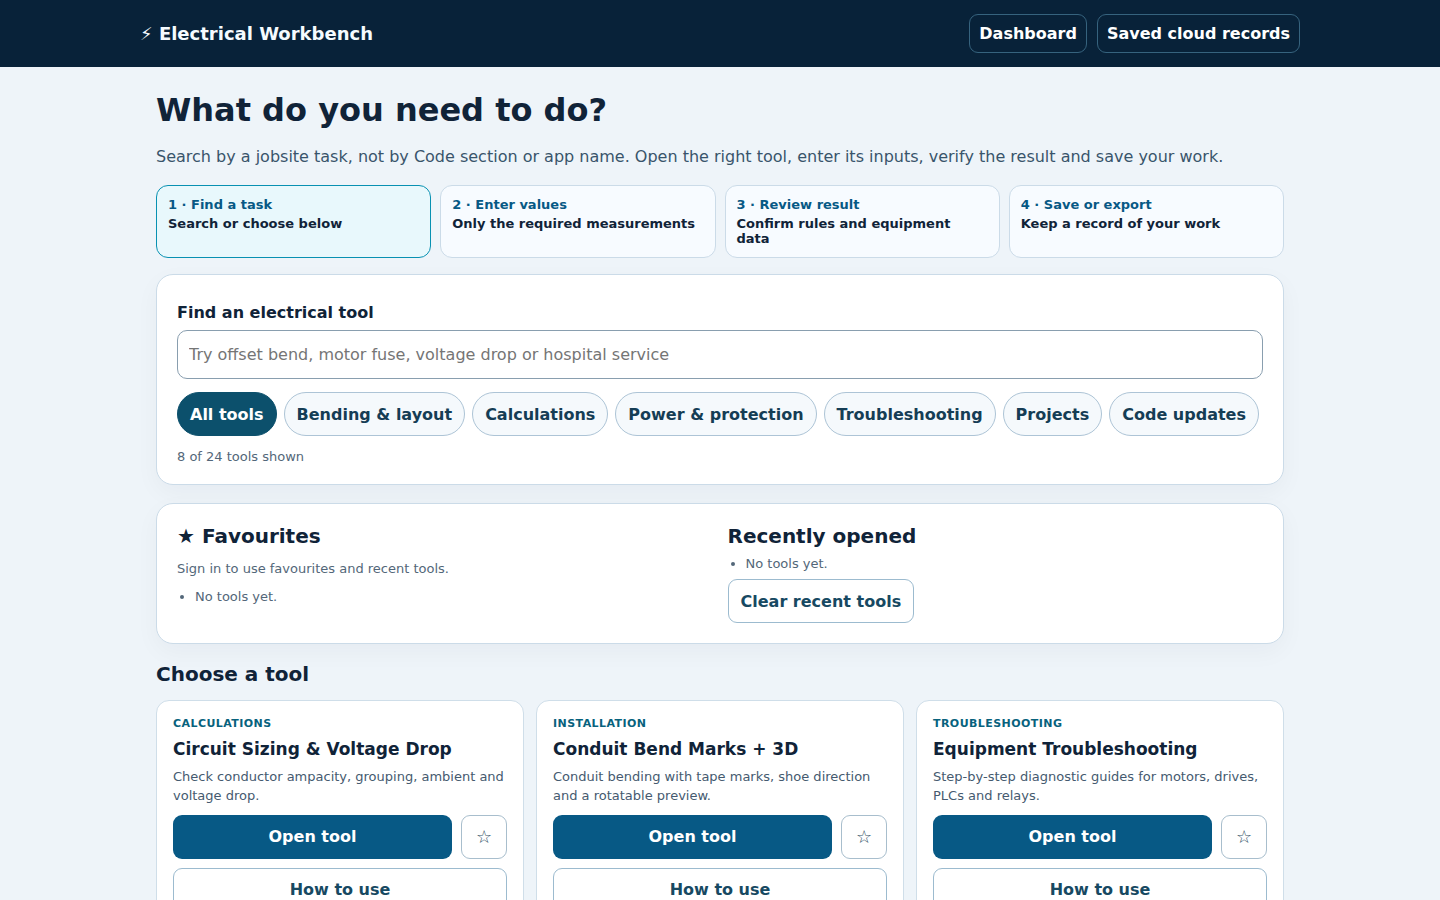 ⚡ Electrical Workbench
Dashboard
Saved cloud records
What do you need to do?
Search by a jobsite task, not by Code section or app name. Open the right tool, enter its inputs, verify the result and save your work.
1 · Find a task
Search or choose below
2 · Enter values
Only the required measurements
3 · Review result
Confirm rules and equipment
data
4 · Save or export
Keep a record of your work
Find an electrical tool
Try offset bend, motor fuse, voltage drop or hospital service
All tools
Bending & layout
Calculations
Power & protection
Troubleshooting
Projects
Code updates
8 of 24 tools shown
★ Favourites
Sign in to use favourites and recent tools.
• No tools yet.
Recently opened
• No tools yet.
Clear recent tools
Choose a tool
CALCULATIONS
Circuit Sizing & Voltage Drop
Check conductor ampacity, grouping, ambient and
voltage drop.
Open tool
☆
How to use
INSTALLATION
Conduit Bend Marks + 3D
Conduit bending with tape marks, shoe direction
and a rotatable preview.
Open tool
☆
How to use
TROUBLESHOOTING
Equipment Troubleshooting
Step-by-step diagnostic guides for motors, drives,
PLCs and relays.
Open tool
☆
How to use